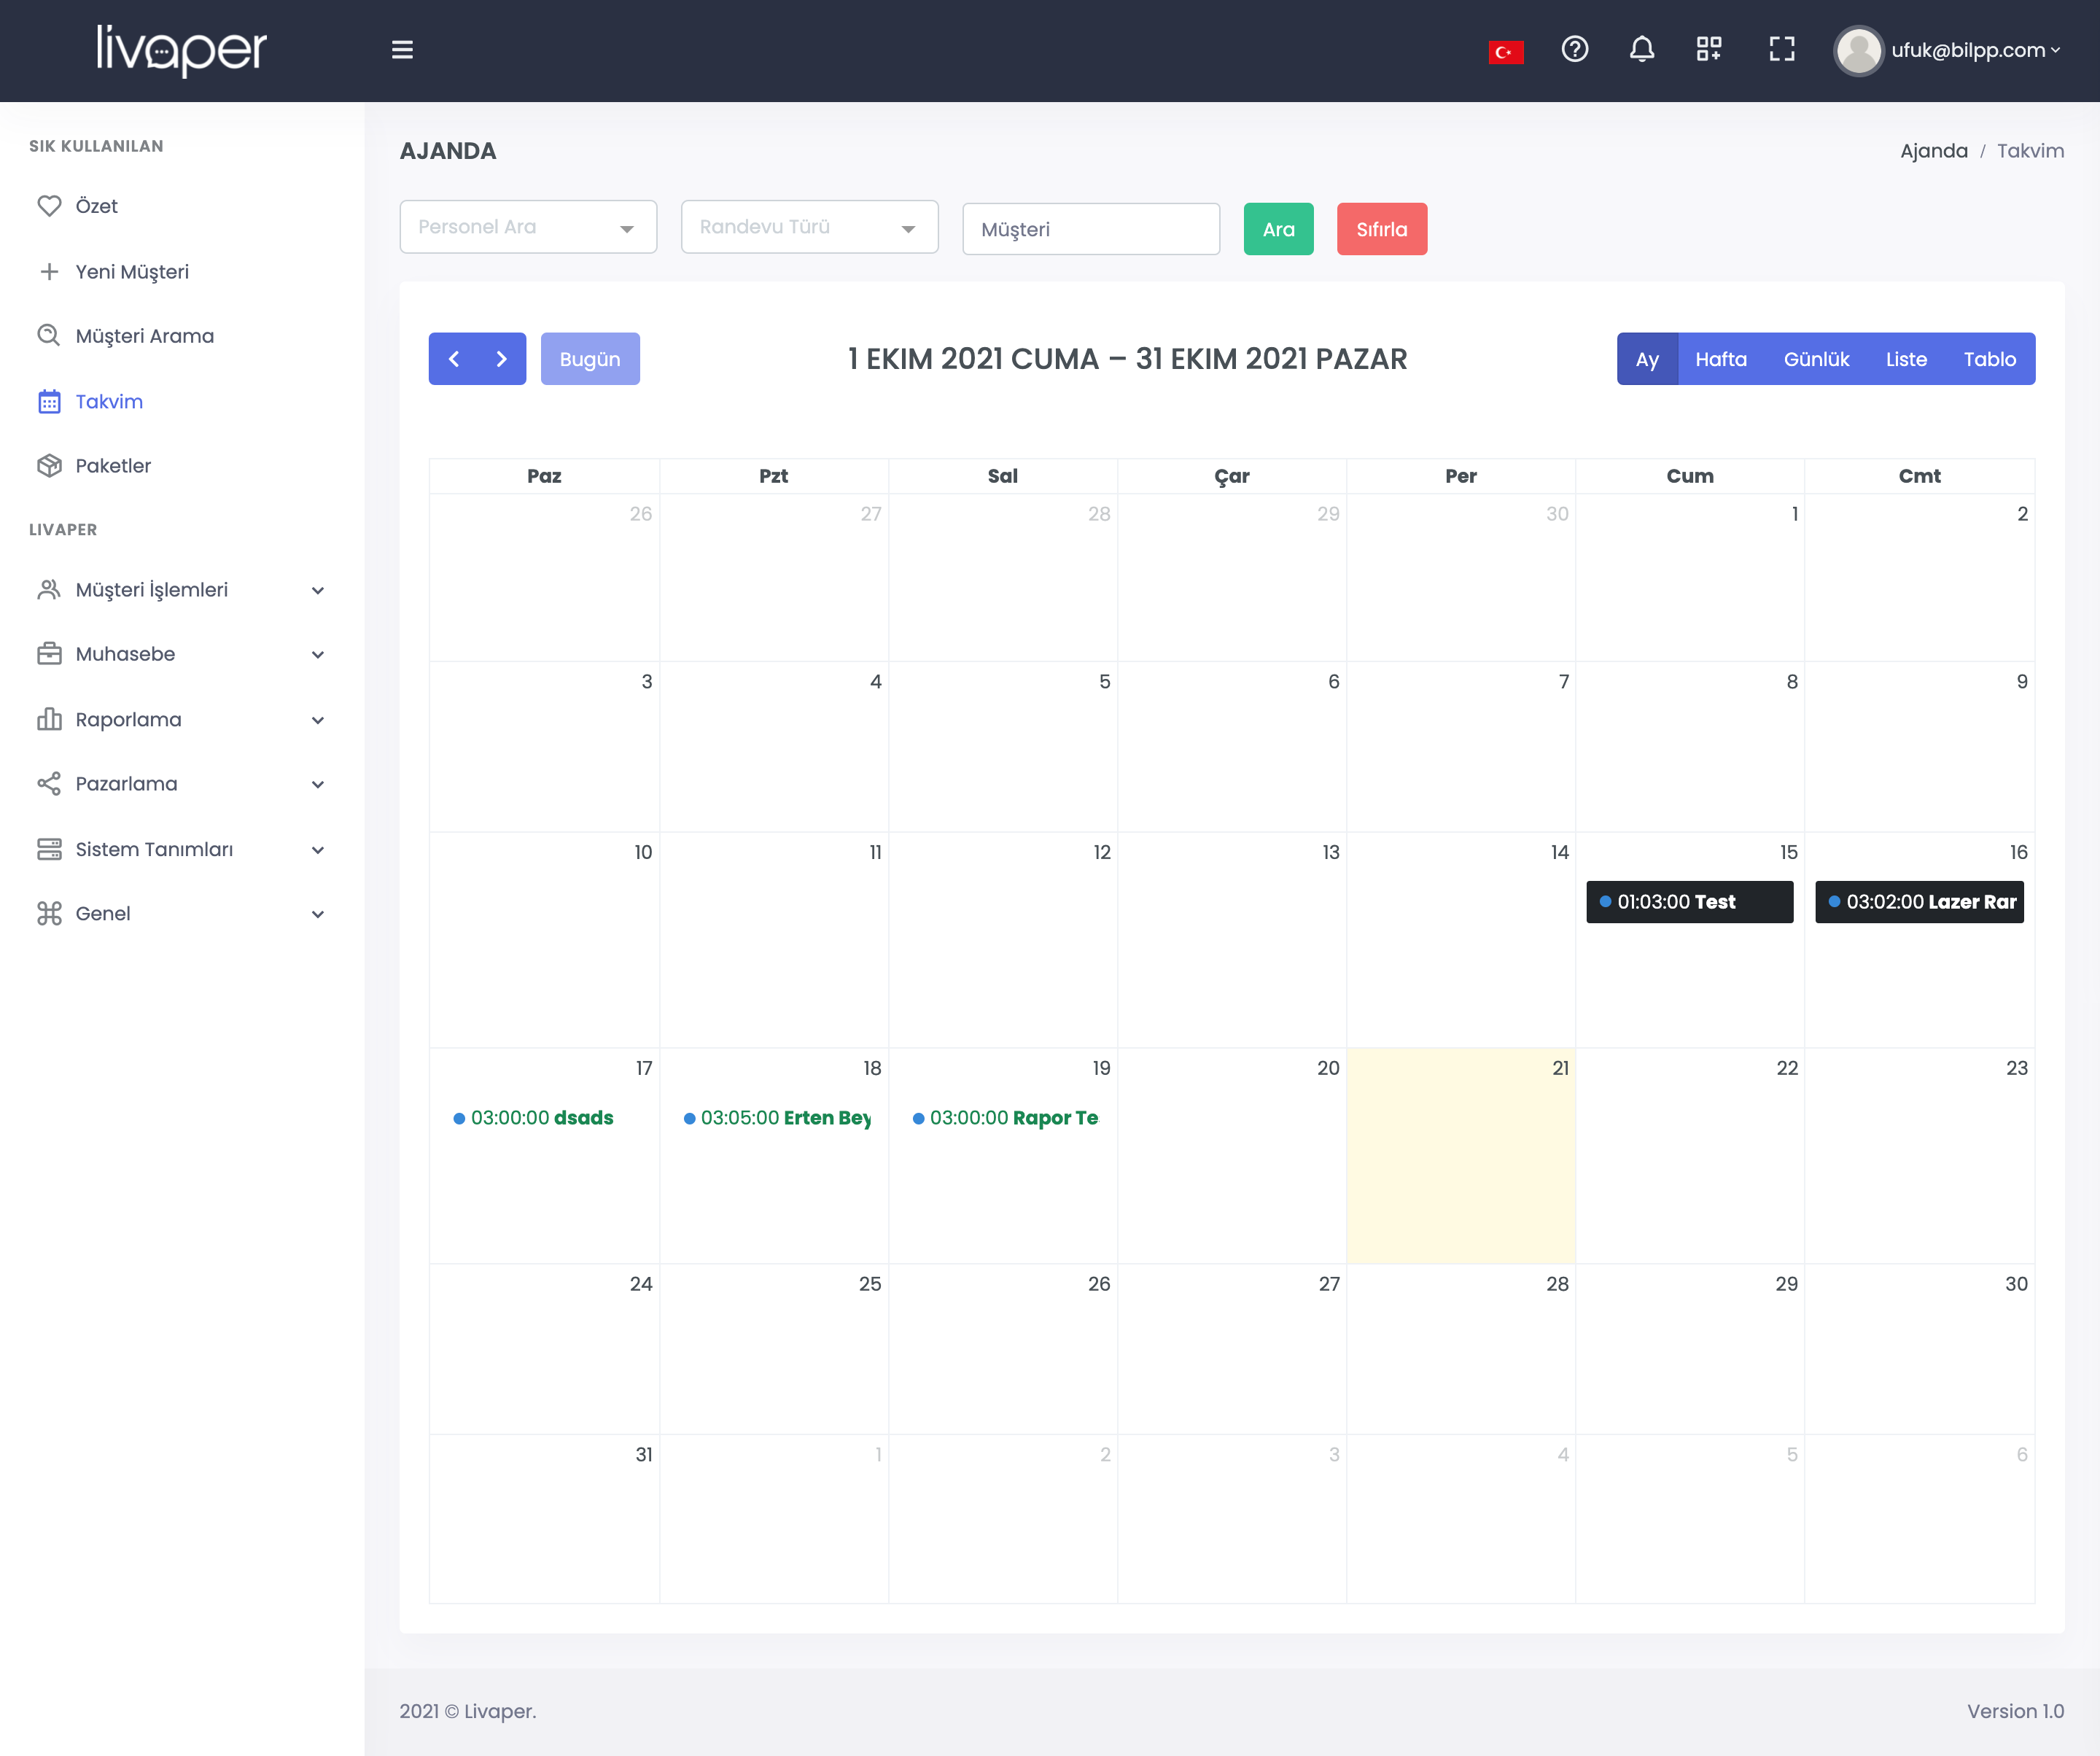 livaper
ufuk@bilpp.com
SIK KULLANILAN
Özet
Yeni Müşteri
Müşteri Arama
Takvim
Paketler
LIVAPER
Müşteri İşlemleri
Muhasebe
Raporlama
Pazarlama
Sistem Tanımları
Genel
AJANDA
Ajanda / Takvim
Personel Ara
Randevu Türü
Müşteri
Ara
Sıfırla
Bugün
1 EKIM 2021 CUMA – 31 EKIM 2021 PAZAR
Ay Hafta Günlük Liste Tablo
Paz Pzt Sal Çar Per Cum Cmt
26 27 28 29 30 1 2
3 4 5 6 7 8 9
10 11 12 13 14 15 16
01:03:00 Test
03:02:00 Lazer Rar
17 18 19 20 21 22 23
03:00:00 dsads
03:05:00 Erten Bey
03:00:00 Rapor Te
24 25 26 27 28 29 30
31 1 2 3 4 5 6
2021 © Livaper.
Version 1.0